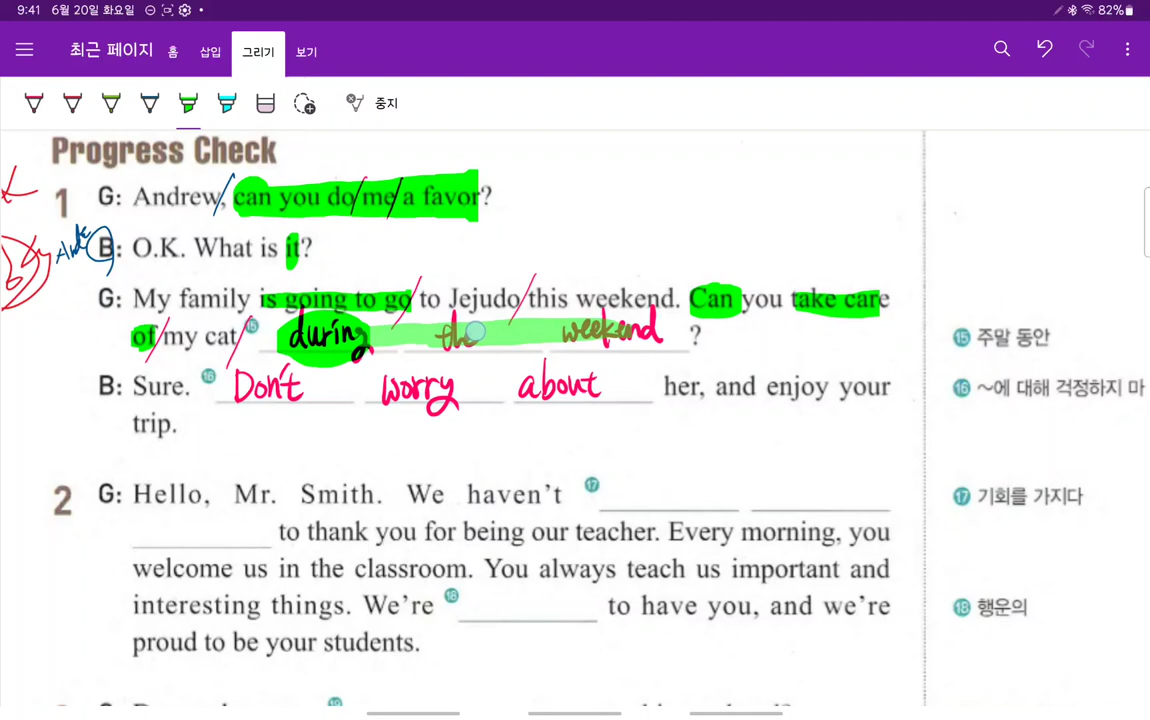 9:41 6월 20일 화요일 82%
최근 페이지 홈 삽입 그리기 보기
중지
Progress Check
1 G: Andrew, can you do me a favor?
B: O.K. What is it?
G: My family is going to go to Jejudo this weekend. Can you take care
of my cat ⑮ during the weekend ? ⑮ 주말 동안
B: Sure. ⑯ Don't worry about her, and enjoy your ⑯ ~에 대해 걱정하지 마
trip.
2 G: Hello, Mr. Smith. We haven't ⑰ ⑰ 기회를 가지다
to thank you for being our teacher. Every morning, you
welcome us in the classroom. You always teach us important and
interesting things. We're ⑱ to have you, and we're ⑱ 행운의
proud to be your students.